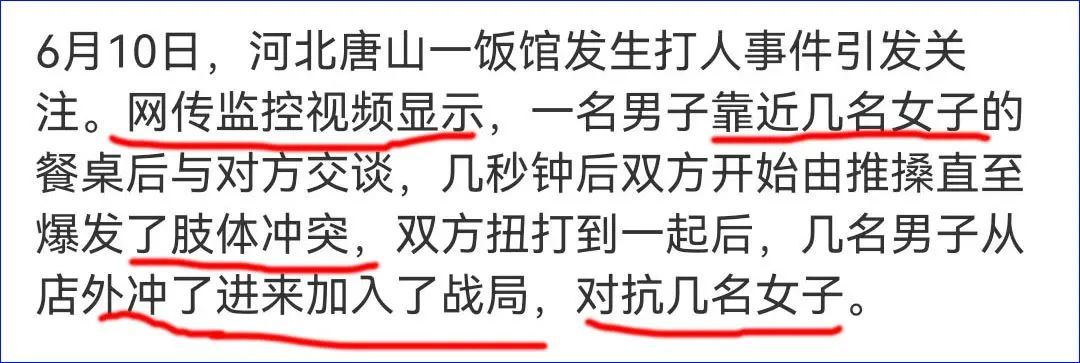 6月10日，河北唐山一饭馆发生打人事件引发关
注。网传监控视频显示，一名男子靠近几名女子的
餐桌后与对方交谈，几秒钟后双方开始由推搡直至
爆发了肢体冲突，双方扭打到一起后，几名男子从
店外冲了进来加入了战局，对抗几名女子。